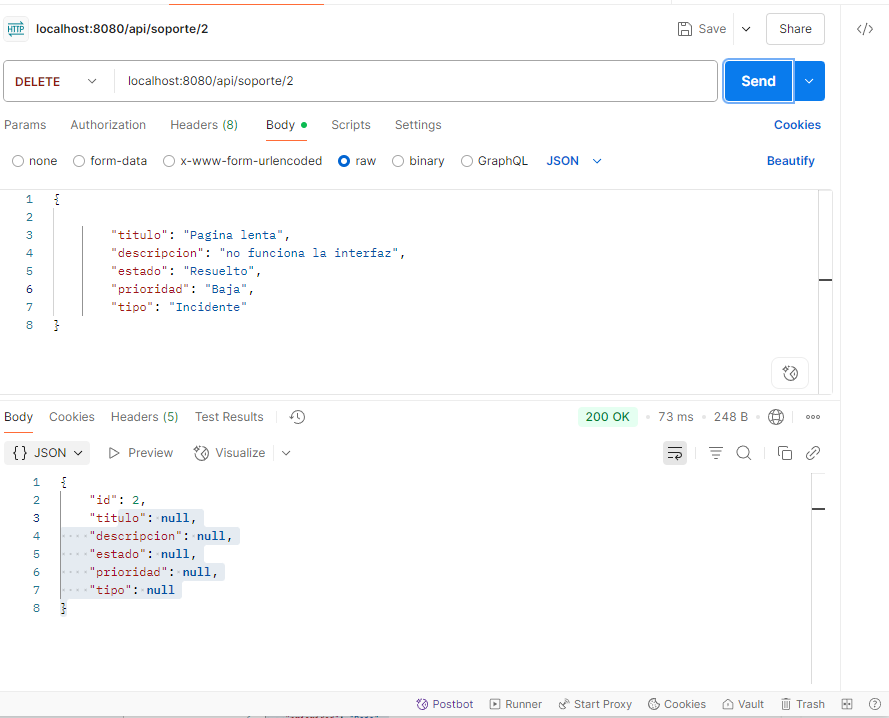 HTTP localhost:8080/api/soporte/2 Save Share </>
DELETE localhost:8080/api/soporte/2 Send
Params Authorization Headers (8) Body Scripts Settings Cookies
none form-data x-www-form-urlencoded raw binary GraphQL JSON Beautify
1 {
2
3 "titulo": "Pagina lenta",
4 "descripcion": "no funciona la interfaz",
5 "estado": "Resuelto",
6 "prioridad": "Baja",
7 "tipo": "Incidente"
8 }
Body Cookies Headers (5) Test Results 200 OK • 73 ms • 248 B •
{} JSON Preview Visualize
1 {
2 "id": 2,
3 "titulo": null,
4 "descripcion": null,
5 "estado": null,
6 "prioridad": null,
7 "tipo": null
8 }
Postbot Runner Start Proxy Cookies Vault Trash